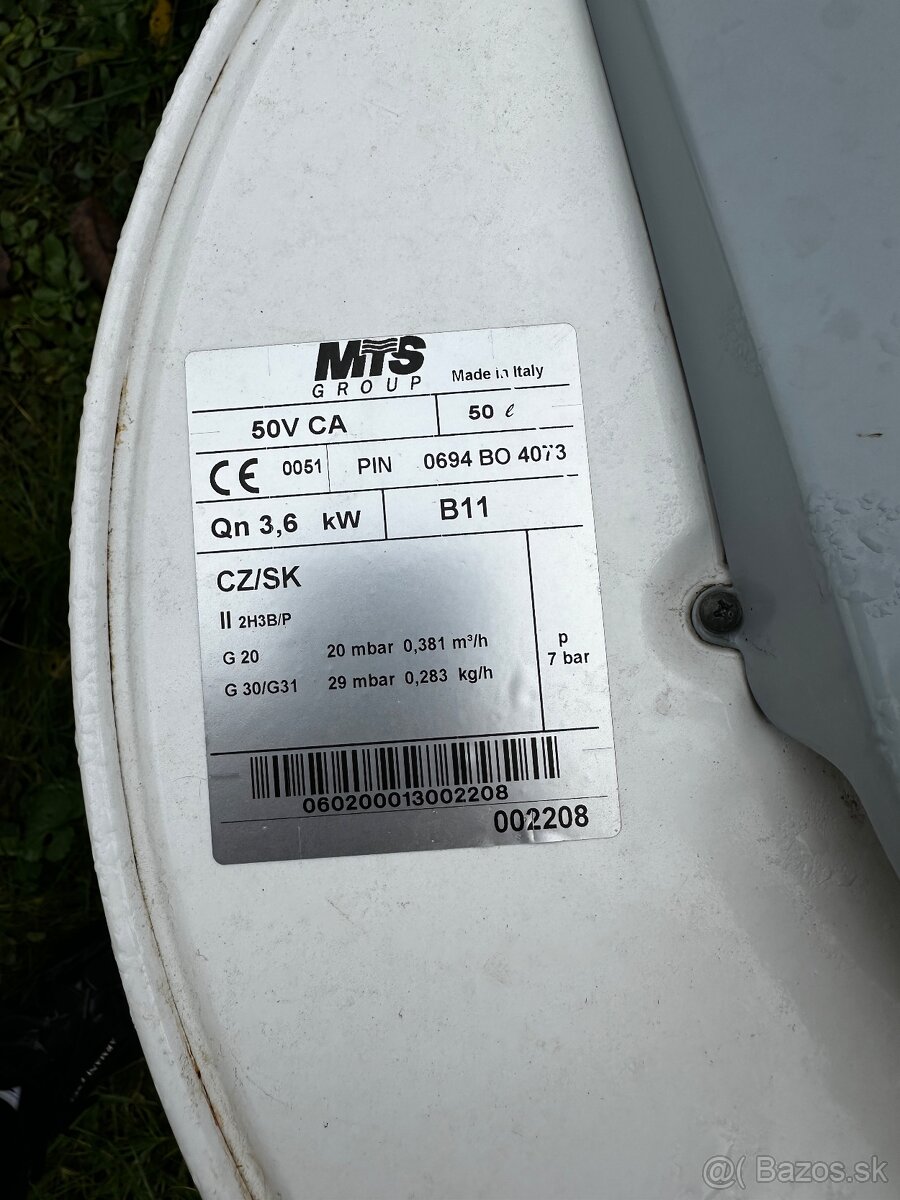 MTS
GROUP
Made in Italy
50V CA
50 ℓ
CE 0051
PIN 0694 BO 4073
Qn 3,6 kW
B11
CZ/SK
II 2H3B/P
G 20 20 mbar 0,381 m³/h
G 30/G31 29 mbar 0,283 kg/h
p
7 bar
060200013002208
002208
@( Bazos.sk